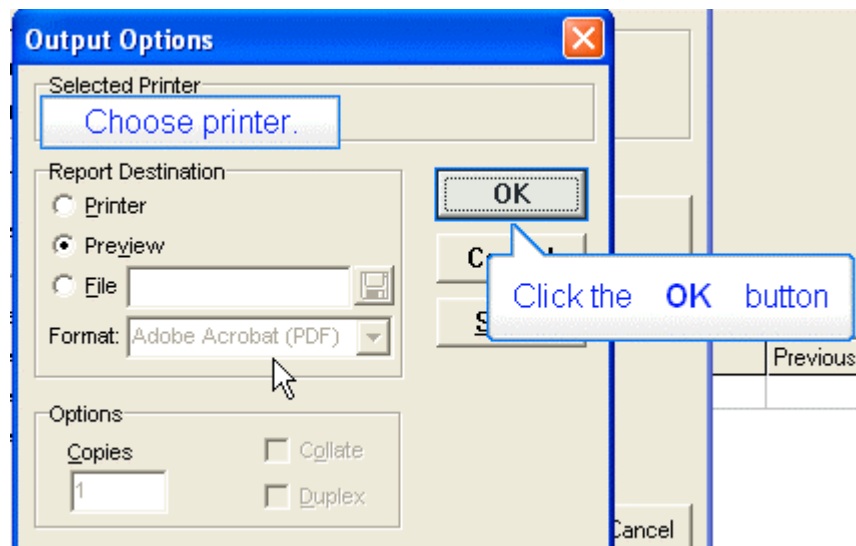 Output Options
Selected Printer
Choose printer.
Report Destination
Printer
OK
Preview
File
Click the OK button
Format: Adobe Acrobat (PDF)
Previous
Options
Copies
Collate
1
Duplex
Cancel